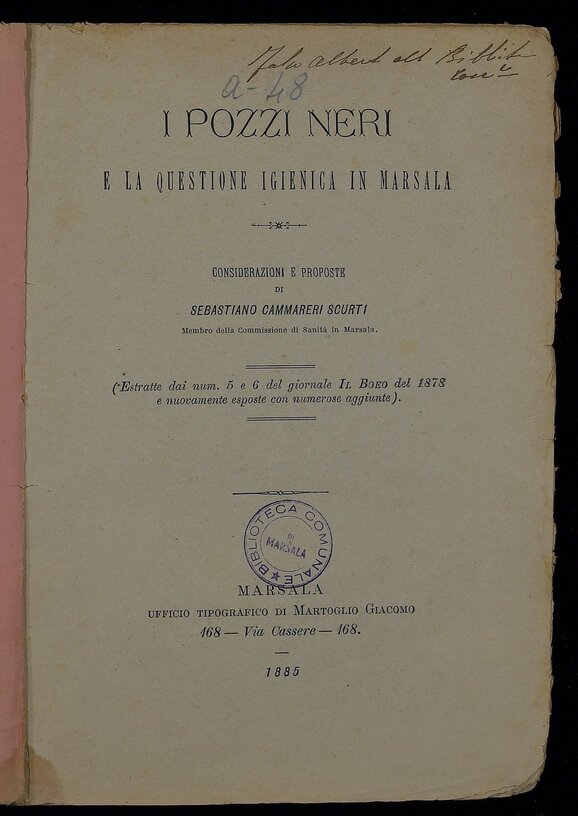 a-48
I POZZI NERI
E LA QUESTIONE IGIENICA IN MARSALA
CONSIDERAZIONI E PROPOSTE
DI
SEBASTIANO CAMMARERI SCURTI
Membro della Commissione di Sanità in Marsala.
(Estratte dai num. 5 e 6 del giornale IL BOEO del 1878
e nuovamente esposte con numerose aggiunte).
BIBLIOTECA COMUNALE
DI
MARSALA
MARSALA
UFFICIO TIPOGRAFICO DI MARTOGLIO GIACOMO
168 — Via Cassere — 168.
1885